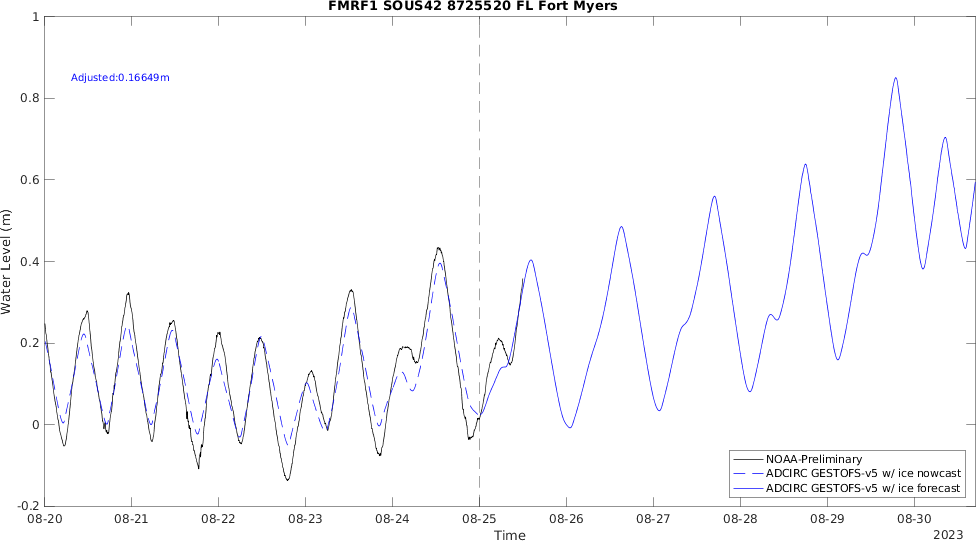 FMRF1 SOUS42 8725520 FL Fort Myers
Adjusted:0.16649m
Water Level (m)
1
0.8
0.6
0.4
0.2
0
-0.2
NOAA-Preliminary
ADCIRC GESTOFS-v5 w/ ice nowcast
ADCIRC GESTOFS-v5 w/ ice forecast
08-20 08-21 08-22 08-23 08-24 08-25 08-26 08-27 08-28 08-29 08-30
Time
2023